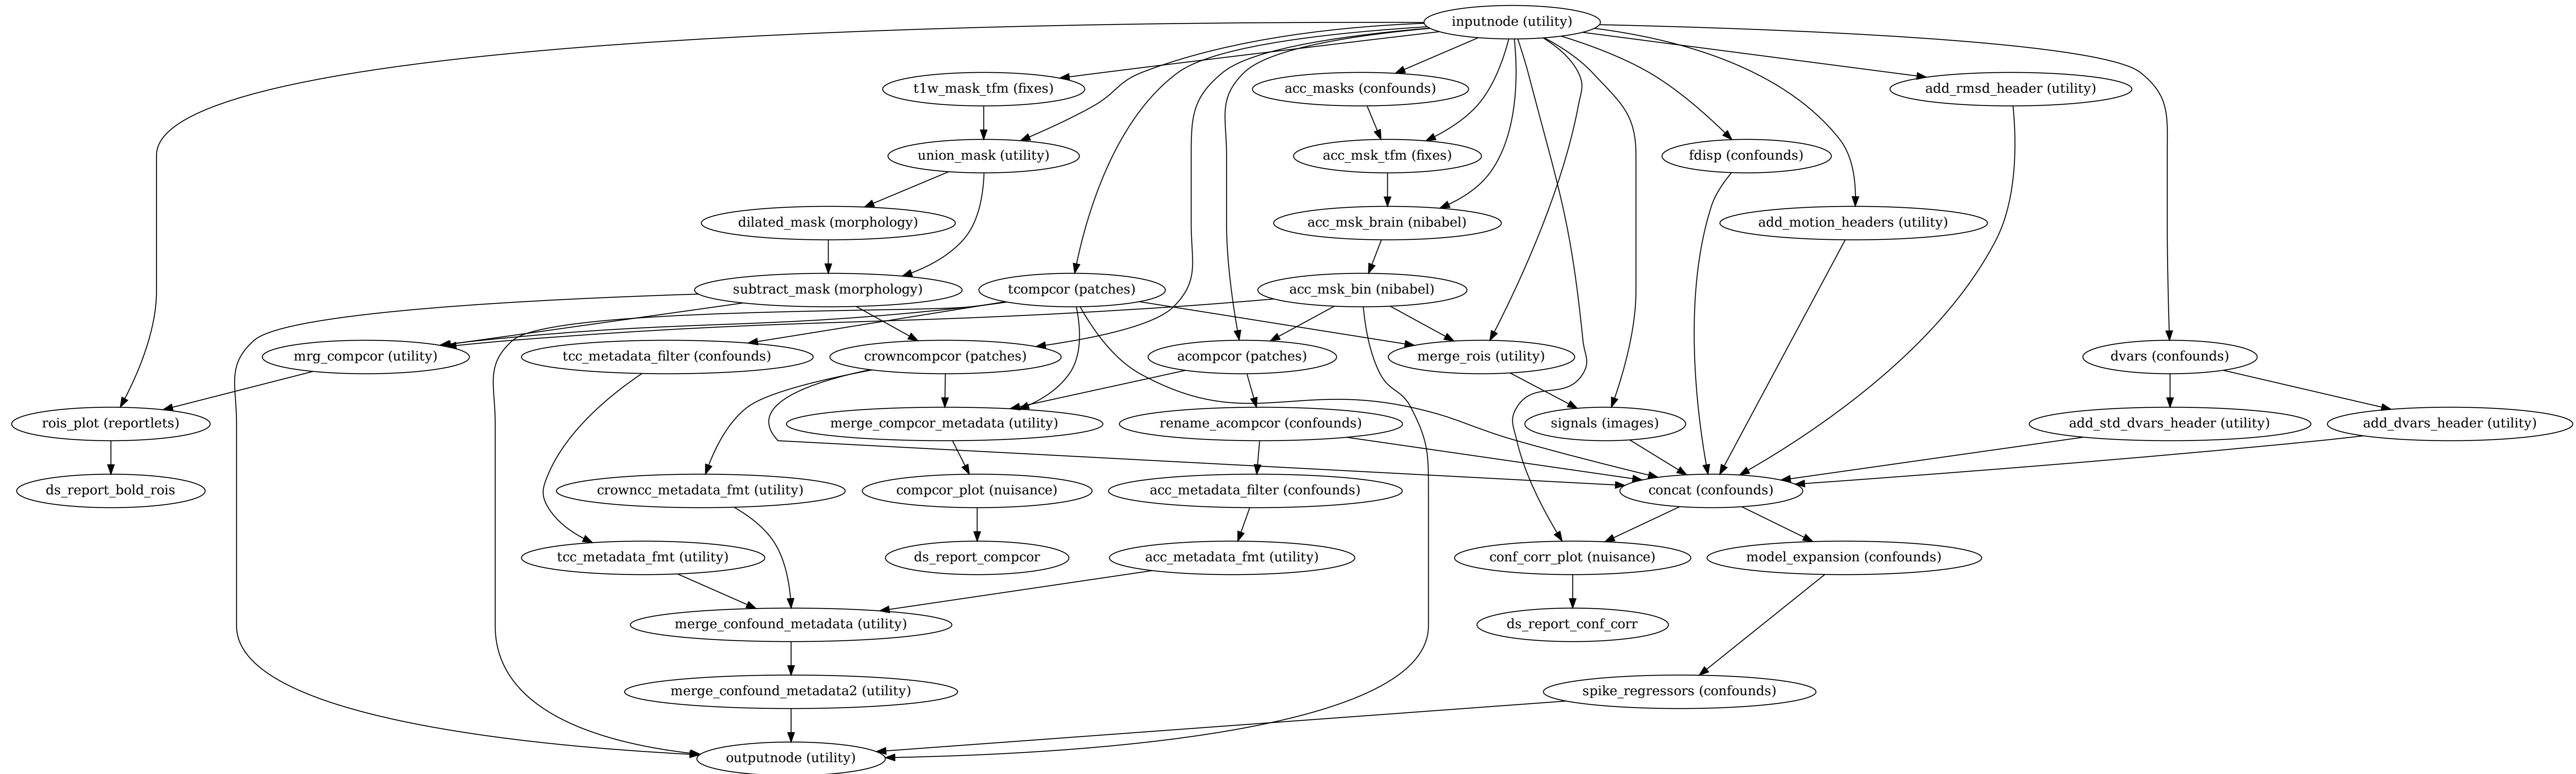 inputnode (utility)
t1w_mask_tfm (fixes)
acc_masks (confounds)
add_rmsd_header (utility)
union_mask (utility)
acc_msk_tfm (fixes)
fdisp (confounds)
dilated_mask (morphology)
acc_msk_brain (nibabel)
add_motion_headers (utility)
subtract_mask (morphology)
tcompcor (patches)
acc_msk_bin (nibabel)
mrg_compcor (utility)
tcc_metadata_filter (confounds)
crowncompcor (patches)
acompcor (patches)
merge_rois (utility)
dvars (confounds)
rois_plot (reportlets)
merge_compcor_metadata (utility)
rename_acompcor (confounds)
signals (images)
add_std_dvars_header (utility)
add_dvars_header (utility)
ds_report_bold_rois
crowncc_metadata_fmt (utility)
compcor_plot (nuisance)
acc_metadata_filter (confounds)
concat (confounds)
tcc_metadata_fmt (utility)
ds_report_compcor
acc_metadata_fmt (utility)
conf_corr_plot (nuisance)
model_expansion (confounds)
merge_confound_metadata (utility)
ds_report_conf_corr
merge_confound_metadata2 (utility)
spike_regressors (confounds)
outputnode (utility)